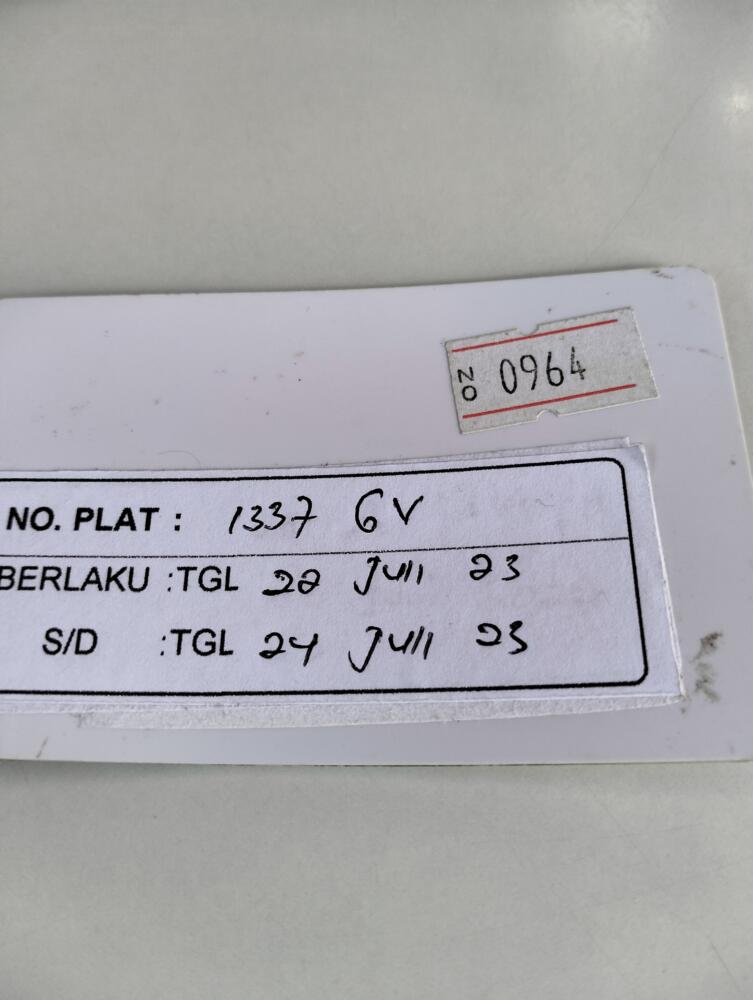 NO 0964
NO. PLAT : 1337 GV
BERLAKU :TGL 22 Juli 23
S/D :TGL 24 Juli 23